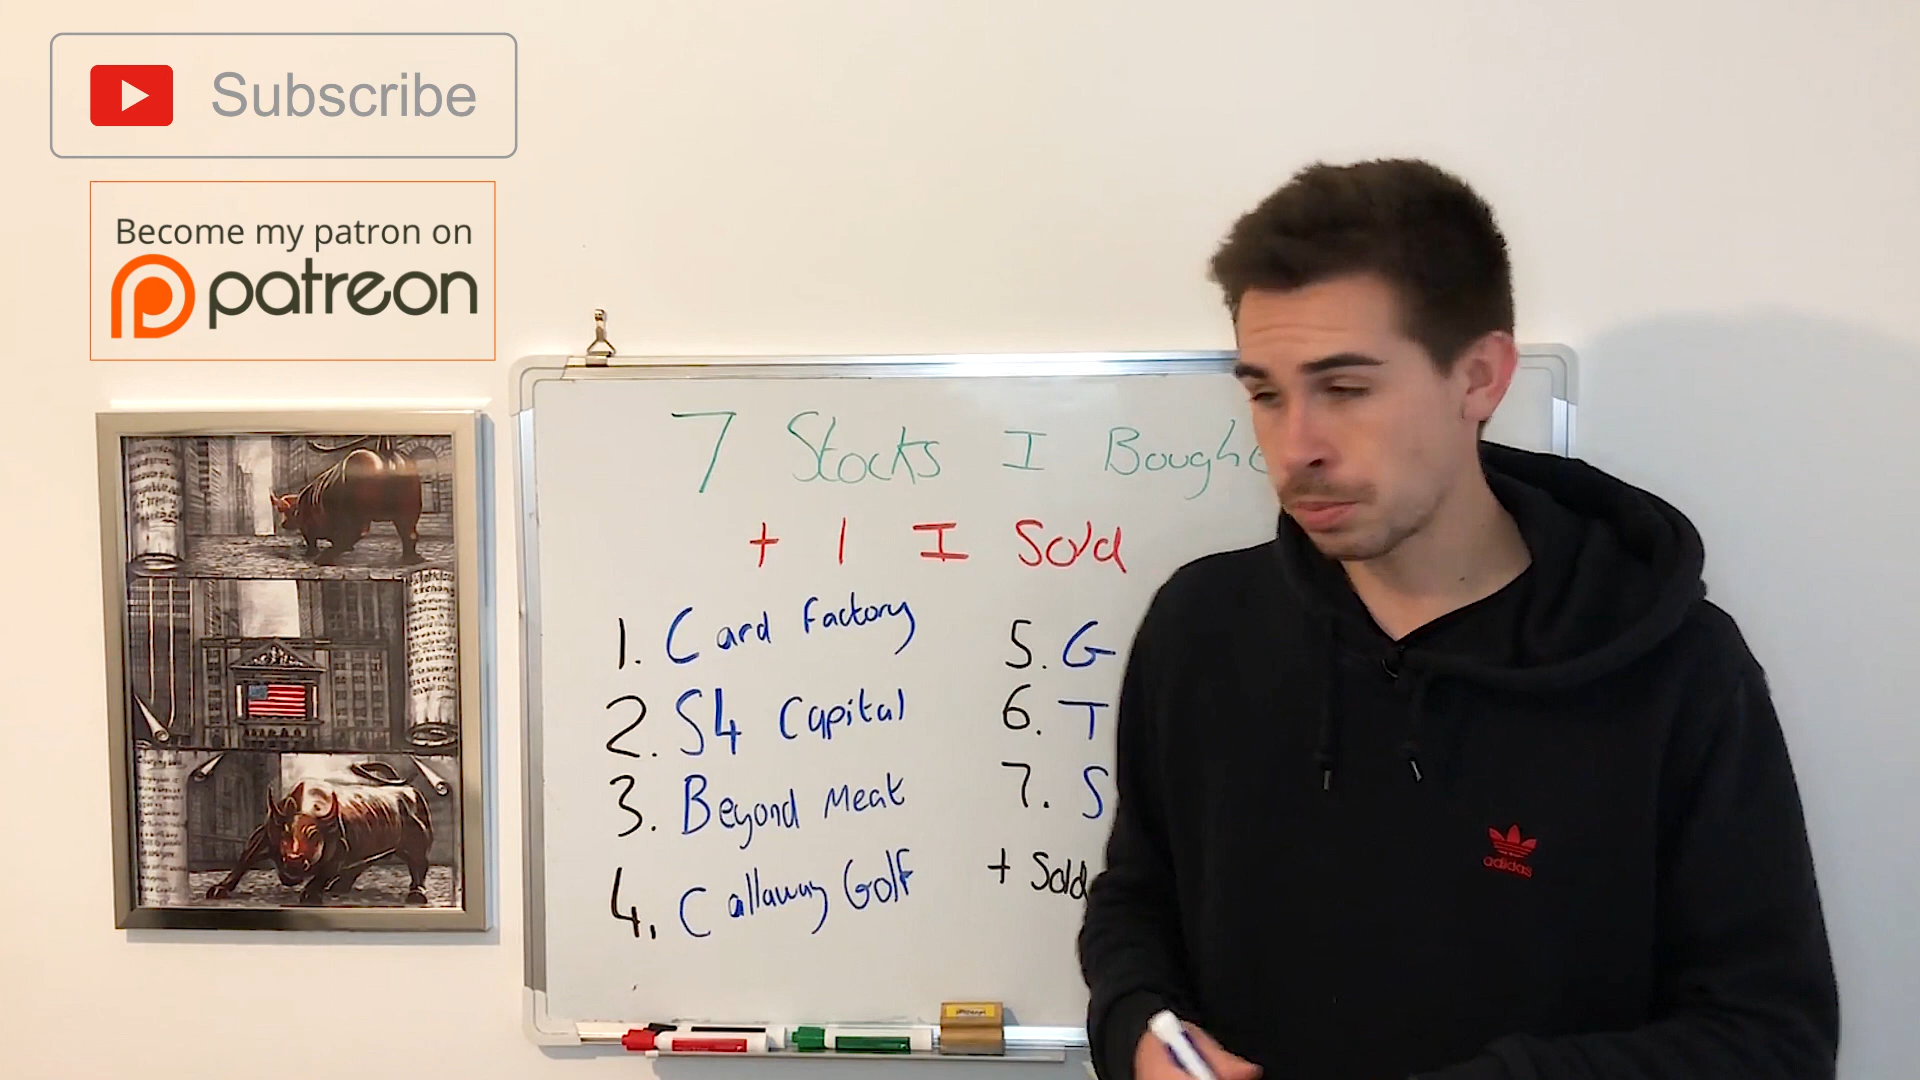 Subscribe
Become my patron on
patreon
7 Stocks I Bought
+ 1 I Sold
1. Card Factory
2. S4 Capital
3. Beyond Meat
4. Callaway Golf
5. G
6. T
7. S
+ Sold
adidas